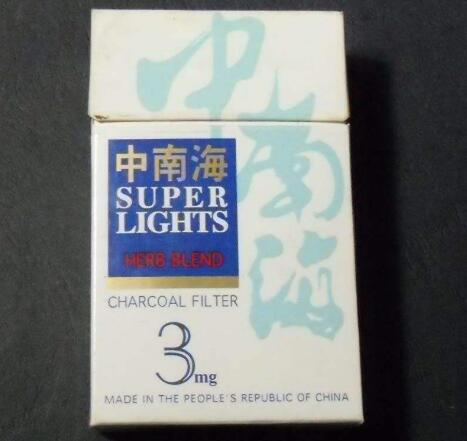 中南海
中南海
SUPER
LIGHTS
HERB BLEND
CHARCOAL FILTER
3mg
MADE IN THE PEOPLE'S REPUBLIC OF CHINA